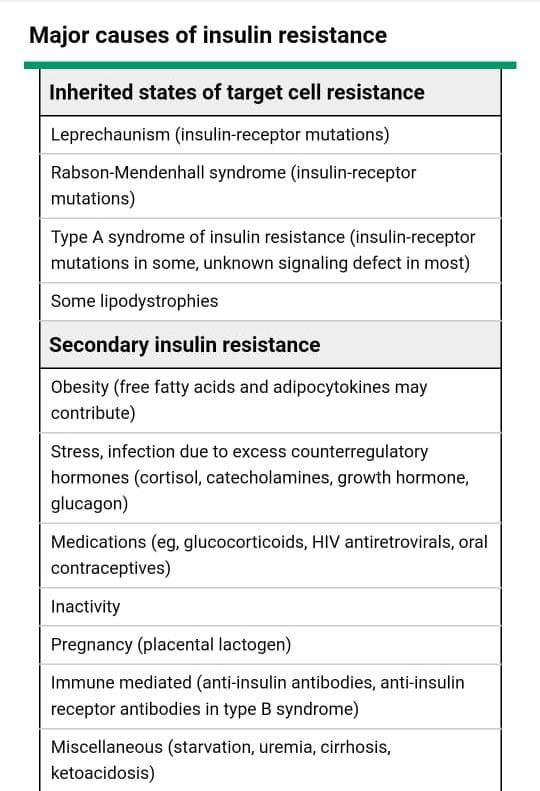 Major causes of insulin resistance
Inherited states of target cell resistance
Leprechaunism (insulin-receptor mutations)
Rabson-Mendenhall syndrome (insulin-receptor
mutations)
Type A syndrome of insulin resistance (insulin-receptor
mutations in some, unknown signaling defect in most)
Some lipodystrophies
Secondary insulin resistance
Obesity (free fatty acids and adipocytokines may
contribute)
Stress, infection due to excess counterregulatory
hormones (cortisol, catecholamines, growth hormone,
glucagon)
Medications (eg, glucocorticoids, HIV antiretrovirals, oral
contraceptives)
Inactivity
Pregnancy (placental lactogen)
Immune mediated (anti-insulin antibodies, anti-insulin
receptor antibodies in type B syndrome)
Miscellaneous (starvation, uremia, cirrhosis,
ketoacidosis)